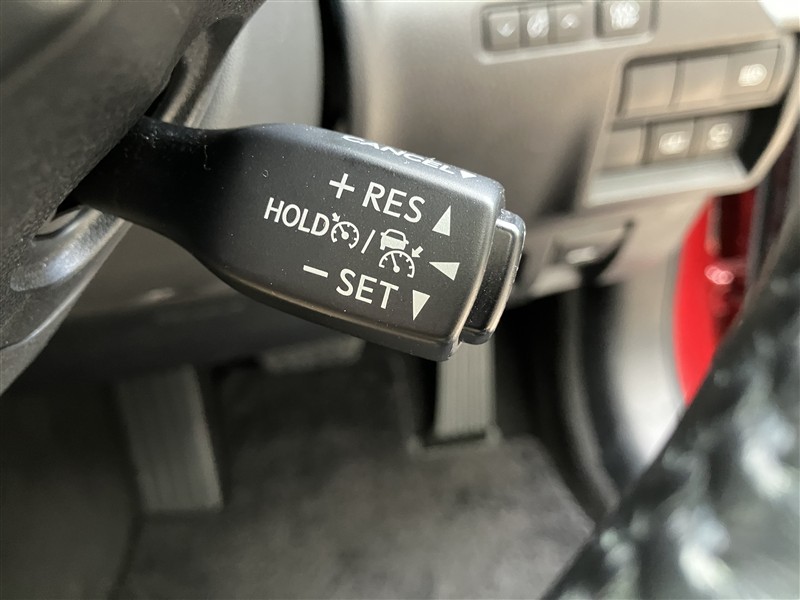 CANCEL▼
+ RES ▲
HOLD /
− SET ▼